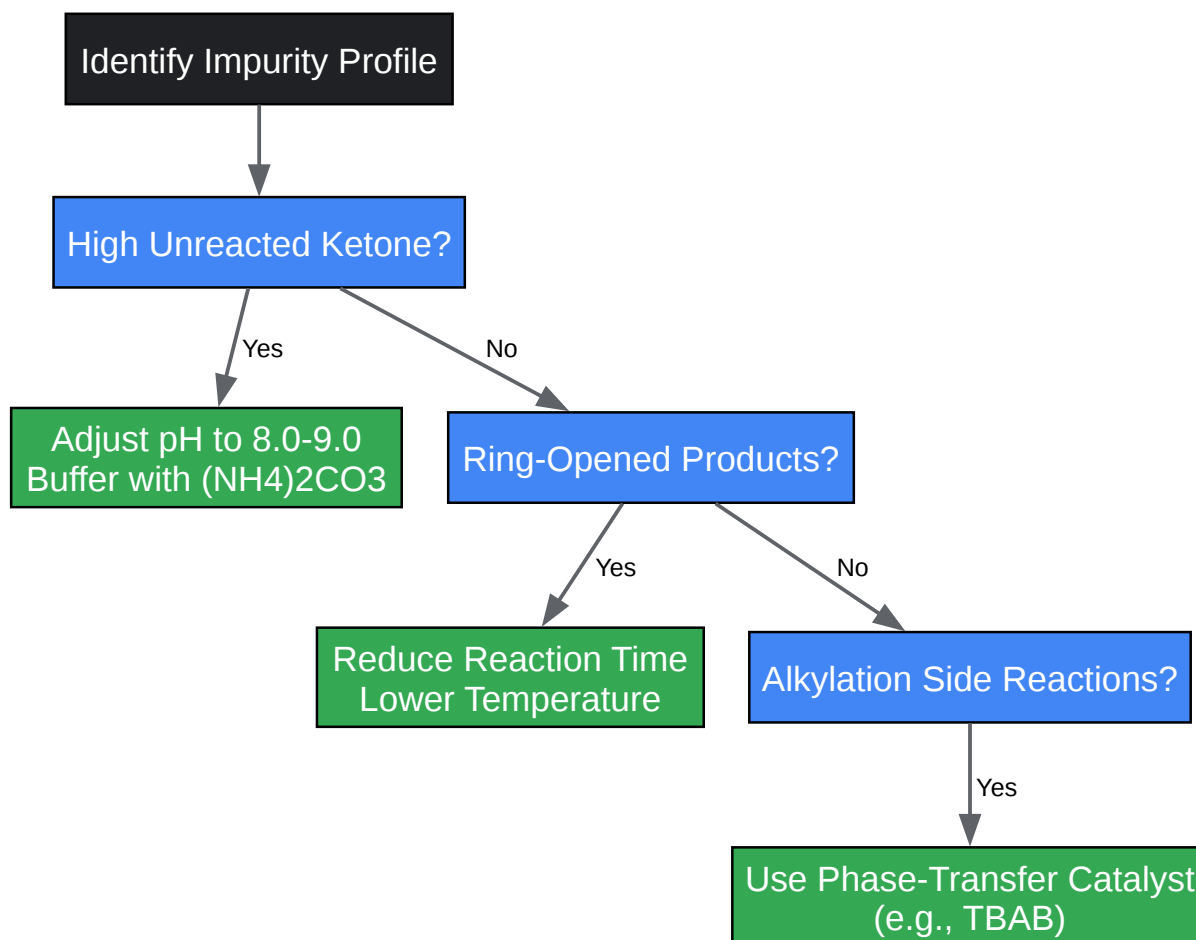 Identify Impurity Profile
High Unreacted Ketone?
Yes
No
Adjust pH to 8.0-9.0
Buffer with (NH4)2CO3
Ring-Opened Products?
Yes
No
Reduce Reaction Time
Lower Temperature
Alkylation Side Reactions?
Yes
Use Phase-Transfer Catalyst
(e.g., TBAB)